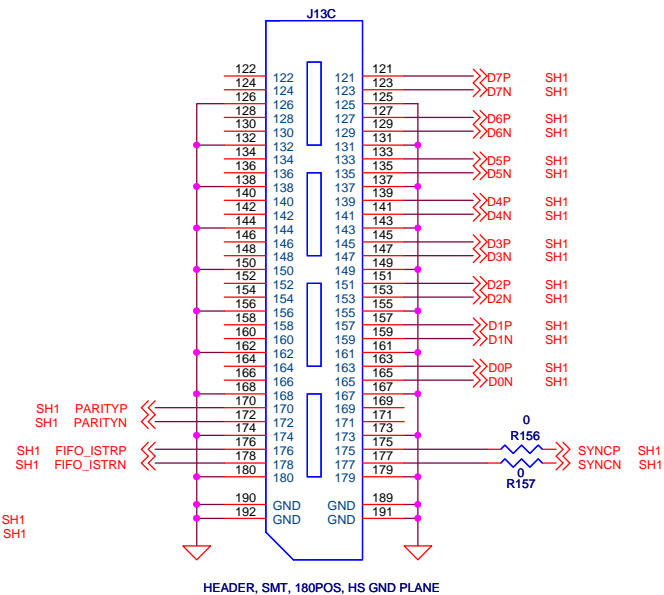 J13C
122 122 121 121 D7P SH1
124 124 123 123 D7N SH1
126 126 125 125
128 128 127 127 D6P SH1
130 130 129 129 D6N SH1
132 132 131 131
134 134 133 133 D5P SH1
136 136 135 135 D5N SH1
138 138 137 137
140 140 139 139 D4P SH1
142 142 141 141 D4N SH1
144 144 143 143
146 146 145 145 D3P SH1
148 148 147 147 D3N SH1
150 150 149 149
152 152 151 151 D2P SH1
154 154 153 153 D2N SH1
156 156 155 155
158 158 157 157 D1P SH1
160 160 159 159 D1N SH1
162 162 161 161
164 164 163 163 D0P SH1
166 166 165 165 D0N SH1
168 168 167 167
SH1 PARITYP 170 170 169 169
SH1 PARITYN 172 172 171 171
0
174 174 173 173 R156
SH1 FIFO_ISTRP 176 176 175 175 SYNCP SH1
SH1 FIFO_ISTRN 178 178 177 177 SYNCN SH1
180 180 179 179 0
R157
190 GND GND 189
192 GND GND 191
SH1
SH1
HEADER, SMT, 180POS, HS GND PLANE